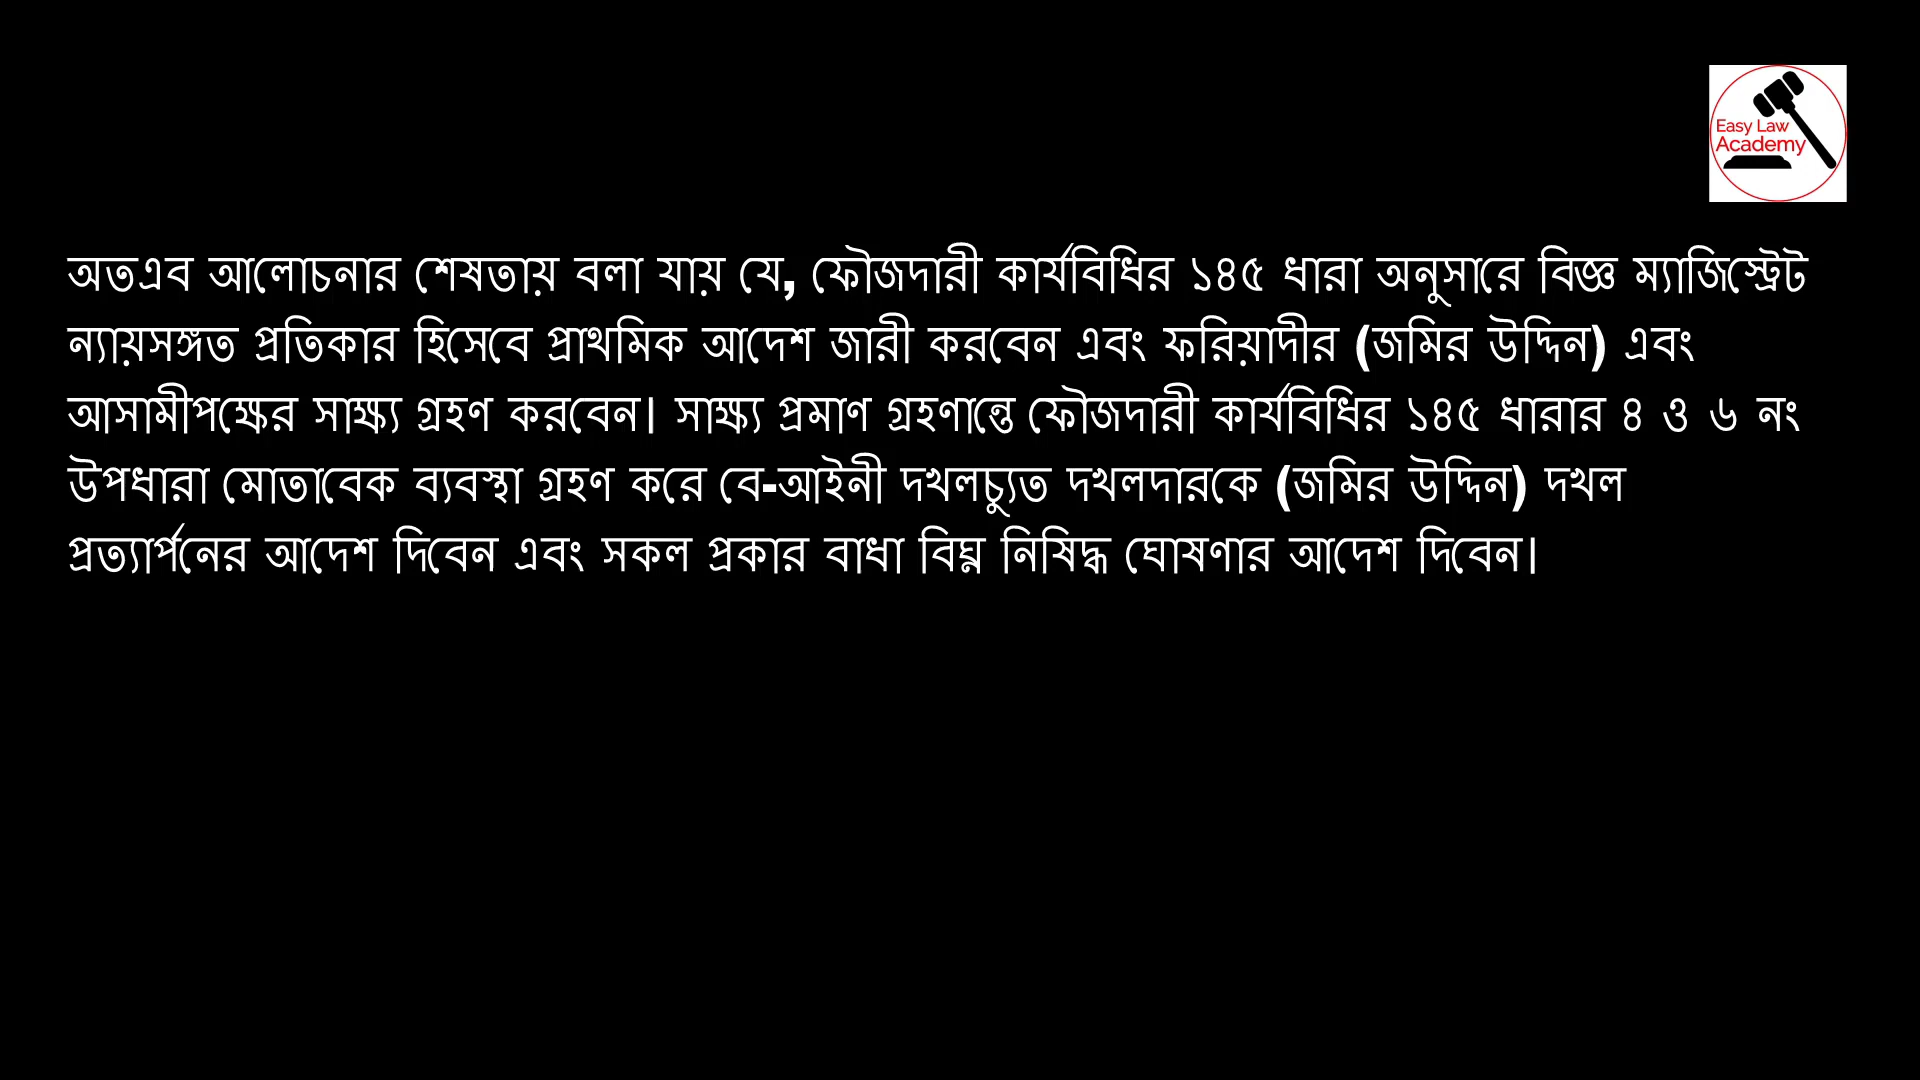 Easy Law
Academy
অতএব আলোচনার শেষতায় বলা যায় যে, ফৌজদারী কার্যবিধির ১৪৫ ধারা অনুসারে বিজ্ঞ ম্যাজিস্ট্রেট
ন্যায়সঙ্গত প্রতিকার হিসেবে প্রাথমিক আদেশ জারী করবেন এবং ফরিয়াদীর (জমির উদ্দিন) এবং
আসামীপক্ষের সাক্ষ্য গ্রহণ করবেন। সাক্ষ্য প্রমাণ গ্রহণান্তে ফৌজদারী কার্যবিধির ১৪৫ ধারার ৪ ও ৬ নং
উপধারা মোতাবেক ব্যবস্থা গ্রহণ করে বে-আইনী দখলচ্যুত দখলদারকে (জমির উদ্দিন) দখল
প্রত্যার্পনের আদেশ দিবেন এবং সকল প্রকার বাধা বিঘ্ন নিষিদ্ধ ঘোষণার আদেশ দিবেন।